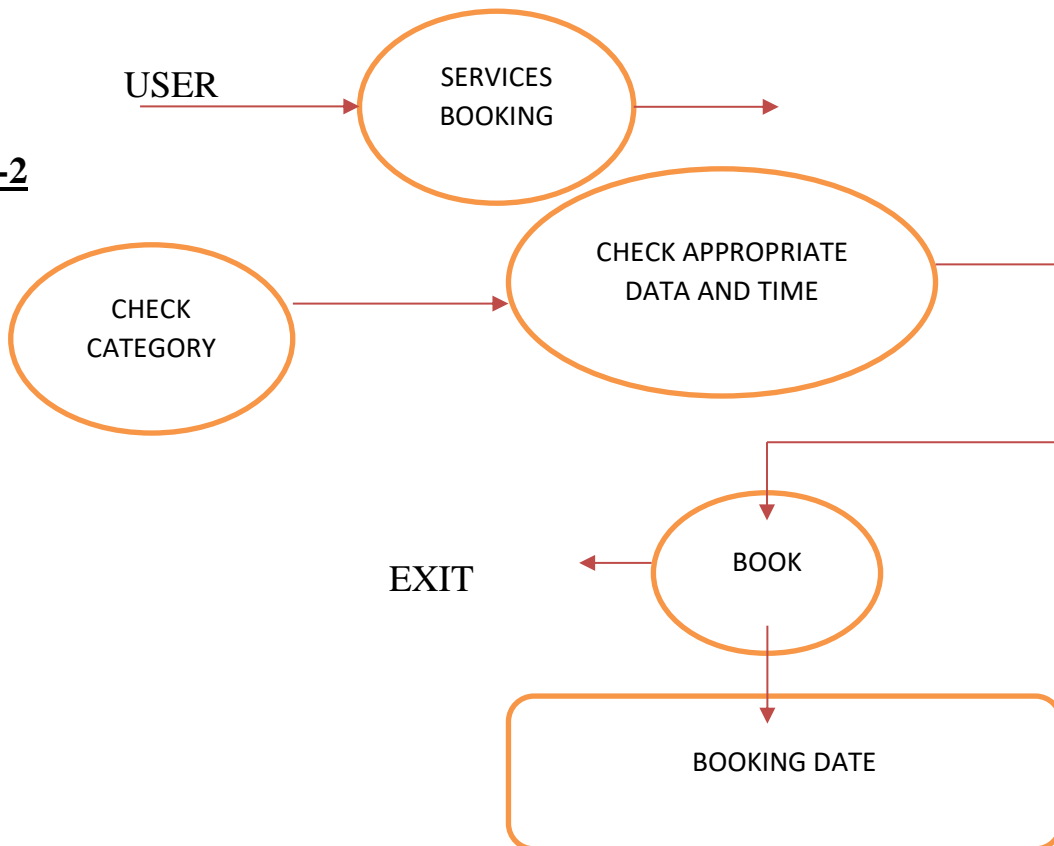 USER
SERVICES
BOOKING
-2
CHECK
CATEGORY
CHECK APPROPRIATE
DATA AND TIME
EXIT
BOOK
BOOKING DATE